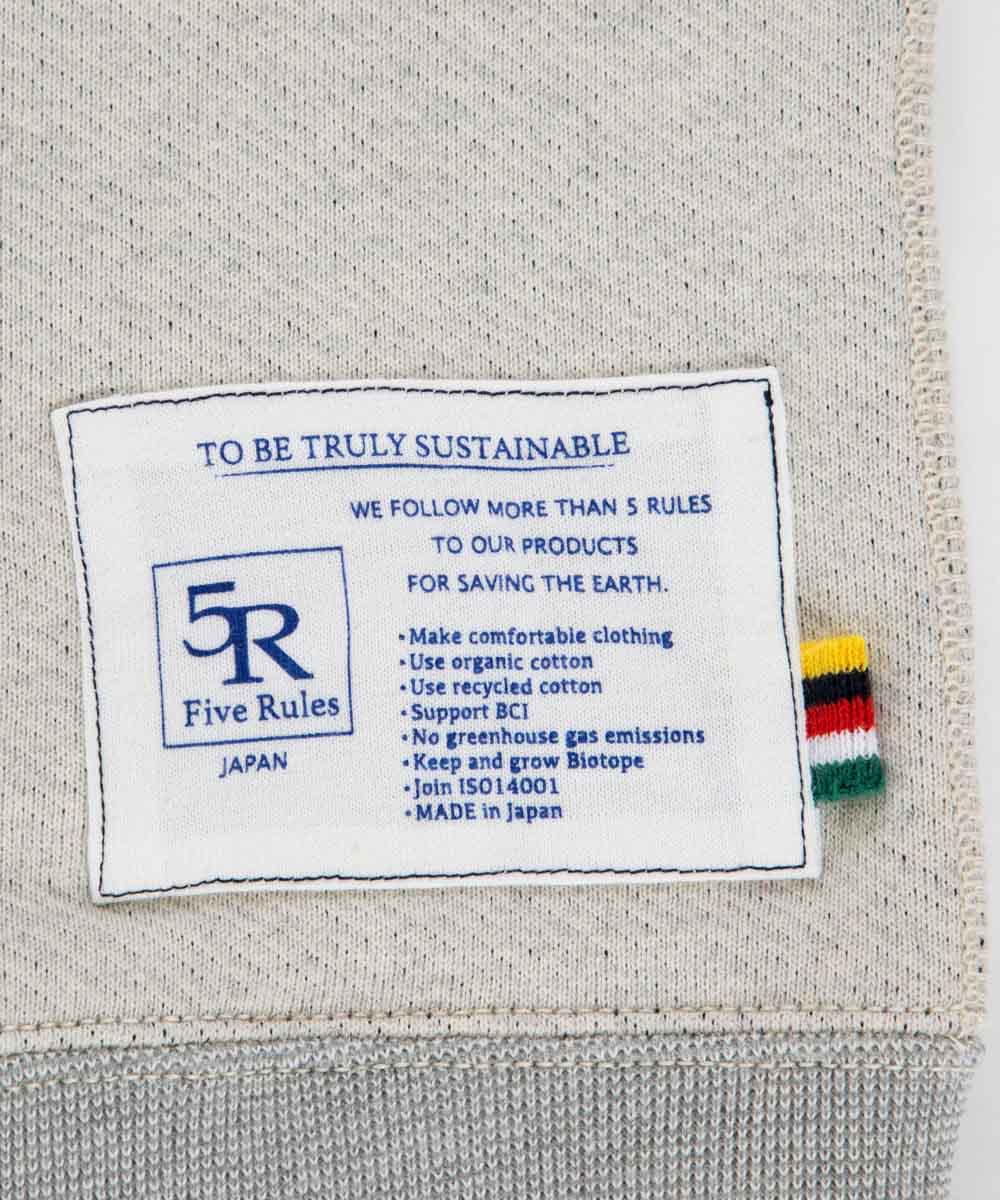 TO BE TRULY SUSTAINABLE
WE FOLLOW MORE THAN 5 RULES
TO OUR PRODUCTS
FOR SAVING THE EARTH.
5R
Five Rules
JAPAN
・Make comfortable clothing
・Use organic cotton
・Use recycled cotton
・Support BCI
・No greenhouse gas emissions
・Keep and grow Biotope
・Join ISO14001
・MADE in Japan